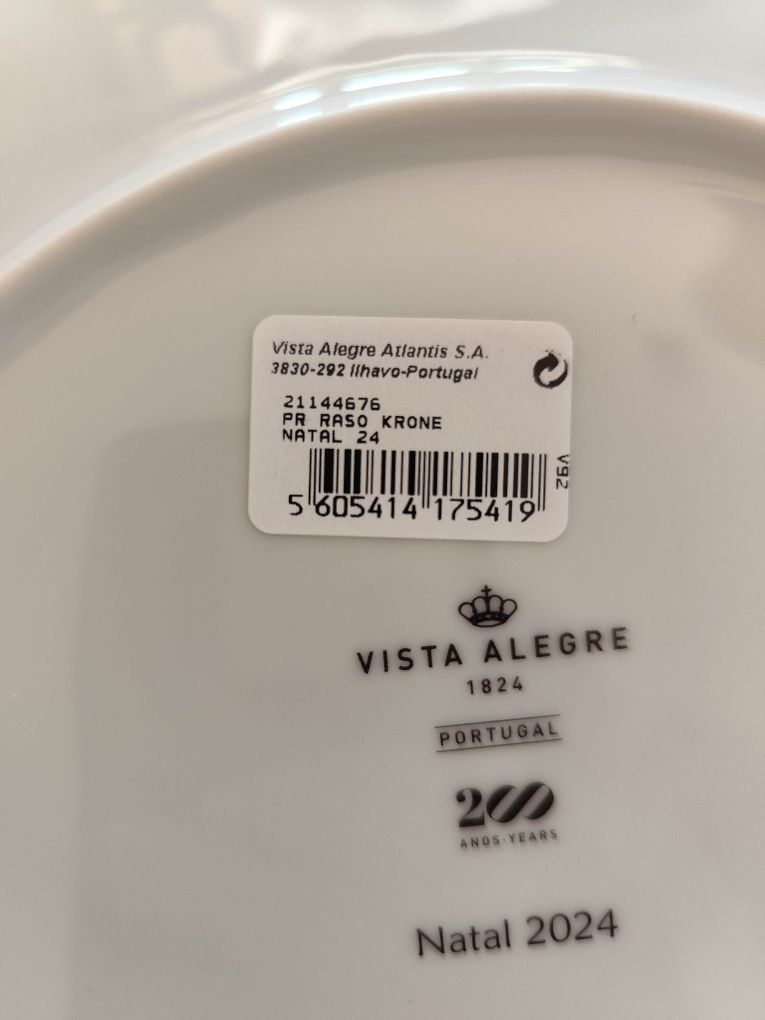 Vista Alegre Atlantis S.A.
3830-292 Ilhavo-Portugal
21144676
PR RASO KRONE
NATAL 24
V92
5 605414 175419
VISTA ALEGRE
1824
PORTUGAL
200
ANOS·YEARS
Natal 2024